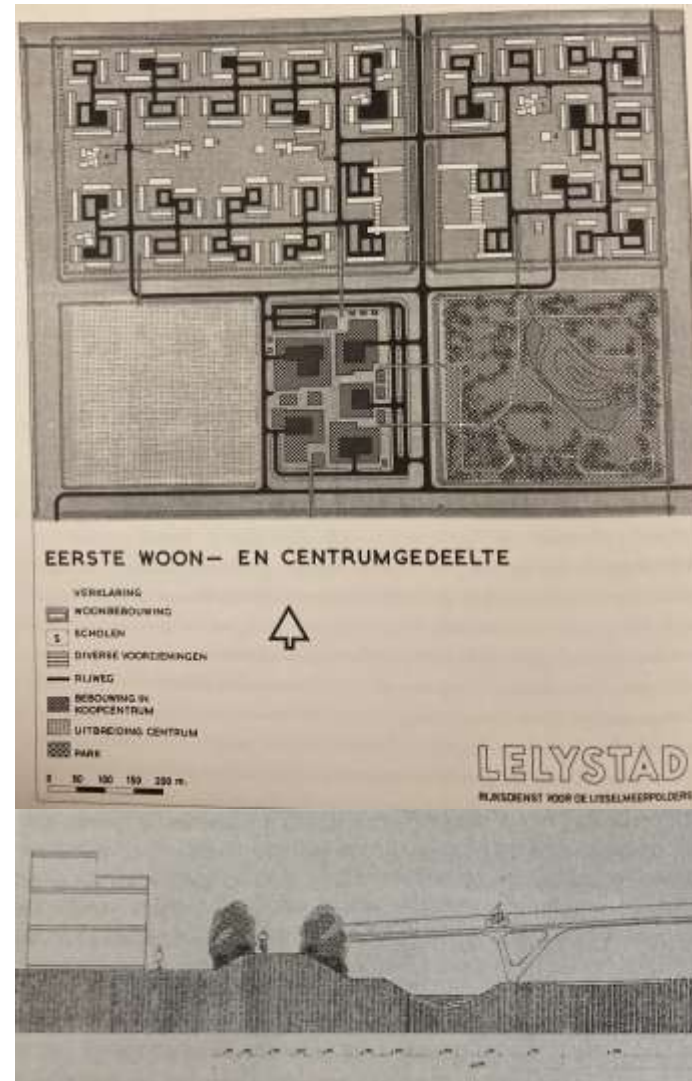 EERSTE WOON- EN CENTRUMGEDEELTE
VERKLARING
WOONBEBOUWING
S SCHOLEN
DIVERSE VOORZIENINGEN
RIJWEG
BEBOUWING IN
KOOPCENTRUM
UITBREIDING CENTRUM
PARK
0 50 100 150 200 m.
LELYSTAD
RIJKSDIENST VOOR DE IJSSELMEERPOLDERS